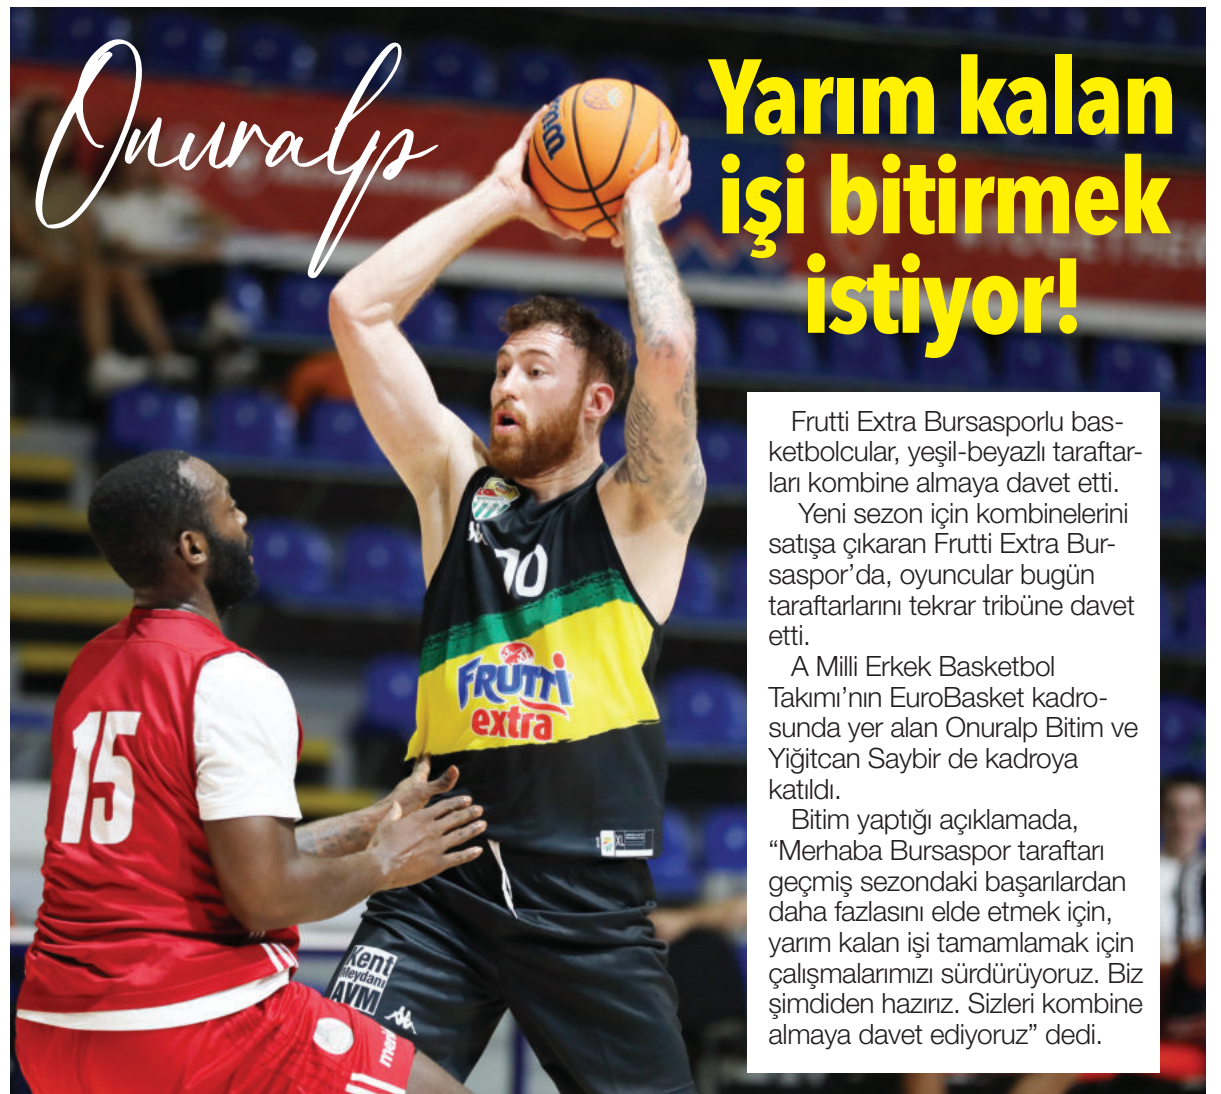 Onuralp
Yarım kalan
işi bitirmek
istiyor!
Frutti Extra Bursasporlu bas-
ketbolcular, yeşil-beyazlı taraftar-
ları kombine almaya davet etti.
Yeni sezon için kombinelerini
satışa çıkaran Frutti Extra Bur-
saspor’da, oyuncular bugün
taraftarlarını tekrar tribüne davet
etti.
A Milli Erkek Basketbol
Takımı’nın EuroBasket kadro-
sunda yer alan Onuralp Bitim ve
Yiğitcan Saybir de kadroya
katıldı.
Bitim yaptığı açıklamada,
“Merhaba Bursaspor taraftarı
geçmiş sezondaki başarılardan
daha fazlasını elde etmek için,
yarım kalan işi tamamlamak için
çalışmalarımızı sürdürüyoruz. Biz
şimdiden hazırız. Sizleri kombine
almaya davet ediyoruz” dedi.
FRUTTI
extra
15
XL
Kent
Meydanı
AVM